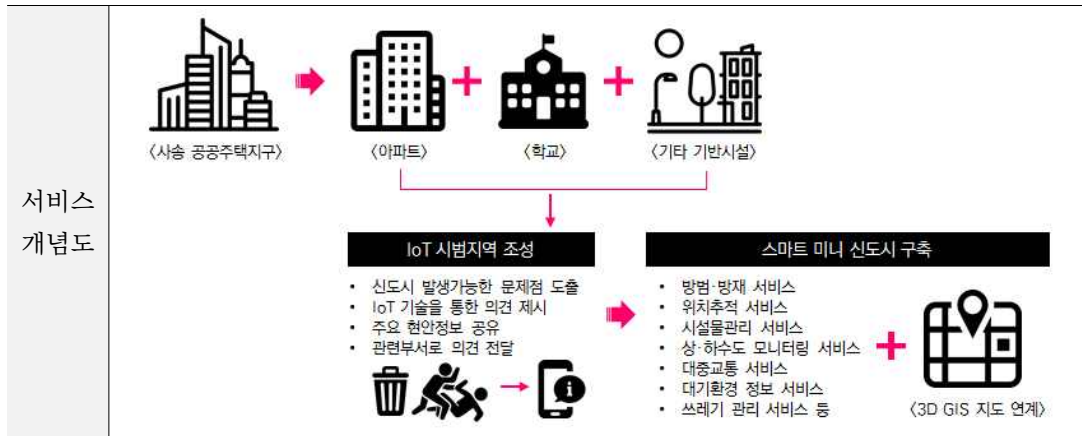 서비스
개념도
〈사송 공공주택지구〉
〈아파트〉
〈학교〉
〈기타 기반시설〉
IoT 시범지역 조성
• 신도시 발생가능한 문제점 도출
• IoT 기술을 통한 의견 제시
• 주요 현안정보 공유
• 관련부서로 의견 전달
스마트 미니 신도시 구축
• 방범·방재 서비스
• 위치추적 서비스
• 시설물관리 서비스
• 상·하수도 모니터링 서비스
• 대중교통 서비스
• 대기환경 정보 서비스
• 쓰레기 관리 서비스 등
〈3D GIS 지도 연계〉